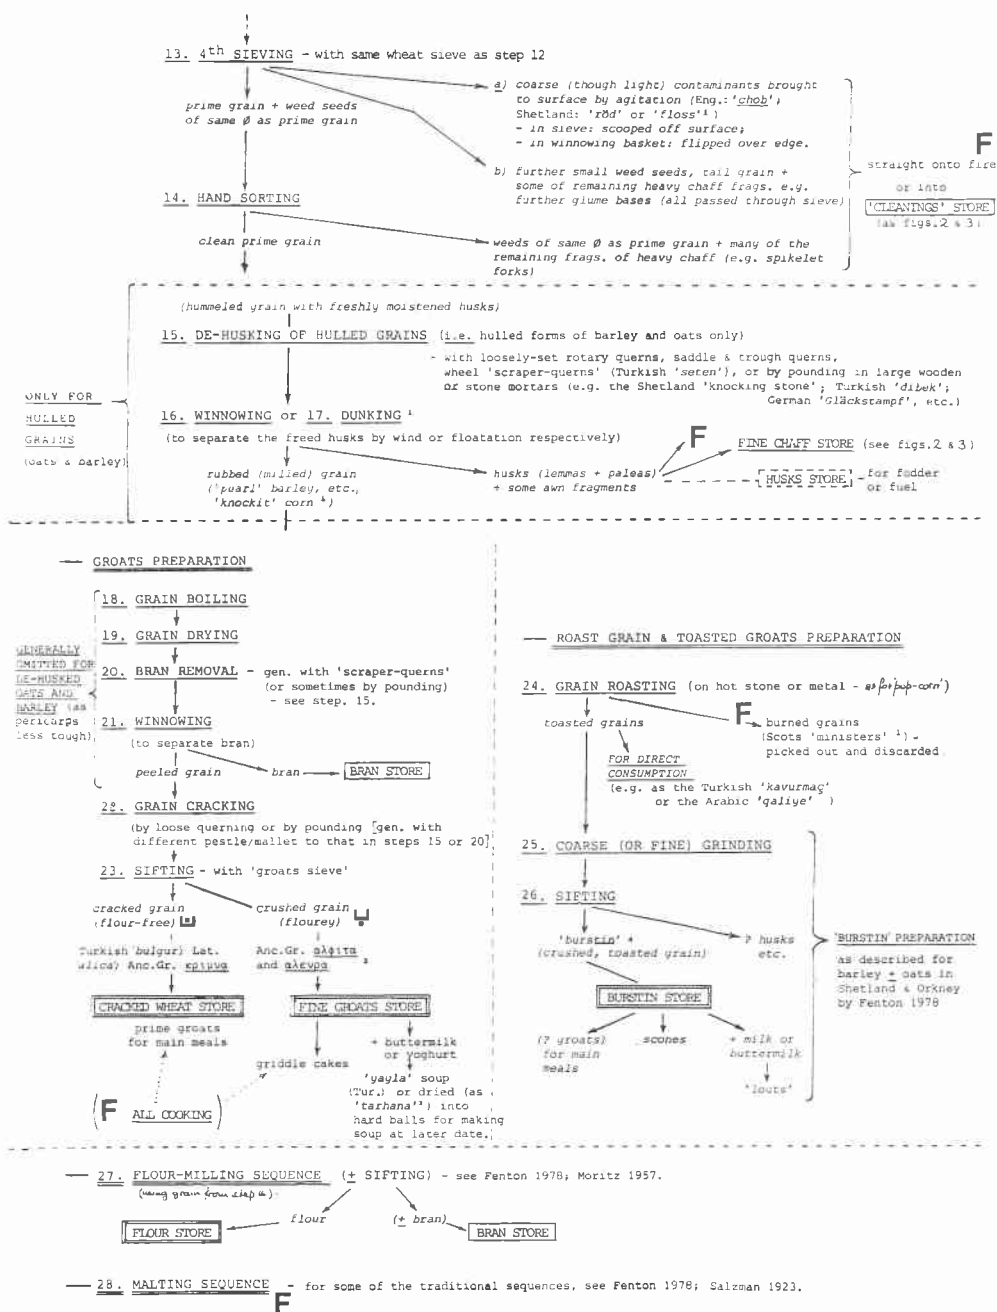 13. 4th SIEVING - with same wheat sieve as step 12
prime grain + weed seeds
of same Ø as prime grain
a) coarse (though light) contaminants brought
to surface by agitation (Eng.: 'chob';
Shetland: 'röd' or 'floss'¹)
- in sieve: scooped off surface;
- in winnowing basket: flipped over edge.
b) further small weed seeds, tail grain +
some of remaining heavy chaff frags. e.g.
further glume bases (all passed through sieve)
F
straight onto fire
or into
'CLEANINGS' STORE
(as figs.2 & 3)
14. HAND SORTING
clean prime grain
weeds of same Ø as prime grain + many of the
remaining frags. of heavy chaff (e.g. spikelet
forks)
(hummeled grain with freshly moistened husks)
15. DE-HUSKING OF HULLED GRAINS (i.e. hulled forms of barley and oats only)
- with loosely-set rotary querns, saddle & trough querns,
wheel 'scraper-querns' (Turkish 'seten'), or by pounding in large wooden
or stone mortars (e.g. the Shetland 'knocking stone'; Turkish 'dibek';
German 'Gläckstampf', etc.)
ONLY FOR
HULLED
GRAINS
(oats & barley)
16. WINNOWING or 17. DUNKING ¹
(to separate the freed husks by wind or floatation respectively)
rubbed (milled) grain
('pearl' barley, etc.,
'knockit' corn ¹)
husks (lemmas + paleas)
+ some awn fragments
F
FINE CHAFF STORE (see figs.2 & 3)
HUSKS STORE - for fodder
or fuel
— GROATS PREPARATION
18. GRAIN BOILING
19. GRAIN DRYING
20. BRAN REMOVAL - gen. with 'scraper-querns'
(or sometimes by pounding)
- see step. 15.
GENERALLY
OMITTED FOR
DE-HUSKED
OATS AND
BARLEY (as
pericarps
less tough)
21. WINNOWING
(to separate bran)
peeled grain
bran
BRAN STORE
22. GRAIN CRACKING
(by loose querning or by pounding [gen. with
different pestle/mallet to that in steps 15 or 20]
23. SIFTING - with 'groats sieve'
cracked grain
(flour-free)
crushed grain
(flourey)
Turkish bulgur; Lat.
alica; Anc.Gr. κριμνα
Anc.Gr. αλφιτα
and αλευρα ²
CRACKED WHEAT STORE
FINE GROATS STORE
prime groats
for main meals
griddle cakes
+ buttermilk
or yoghurt
'yayla' soup
(Tur.) or dried (as
'tarhana'²) into
hard balls for making
soup at later date.
(F ALL COOKING)
— ROAST GRAIN & TOASTED GROATS PREPARATION
24. GRAIN ROASTING (on hot stone or metal - as for 'pop-corn')
toasted grains
F
burned grains
(Scots 'ministers' ¹) -
picked out and discarded
FOR DIRECT
CONSUMPTION
(e.g. as the Turkish 'kavurmaç'
or the Arabic 'qaliye' )
25. COARSE (OR FINE) GRINDING
26. SIFTING
'burstin' +
(crushed, toasted grain)
? husks
etc.
BURSTIN STORE
(? groats)
for main
meals
scones
+ milk or
buttermilk
'louts'
'BURSTIN' PREPARATION
as described for
barley + oats in
Shetland & Orkney
by Fenton 1978
— 27. FLOUR-MILLING SEQUENCE (+ SIFTING) - see Fenton 1978; Moritz 1957.
(using grain from step
flour
(+ bran)
FLOUR STORE
BRAN STORE
— 28. MALTING SEQUENCE - for some of the traditional sequences, see Fenton 1978; Salzman 1923.
F